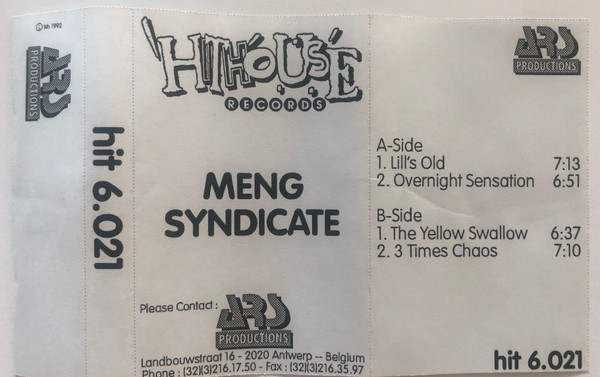 ℗ Ish 1992
ARS
PRODUCTIONS
hit 6.021
HITHOUSE
RECORDS
MENG
SYNDICATE
Please Contact :
ARS
PRODUCTIONS
Landbouwstraat 16 - 2020 Antwerp -- Belgium
Phone : (32)(3)216.17.50 - Fax : (32)(3)216.35.97
ARS
PRODUCTIONS
A-Side
1. Lill's Old 7:13
2. Overnight Sensation 6:51
B-Side
1. The Yellow Swallow 6:37
2. 3 Times Chaos 7:10
hit 6.021